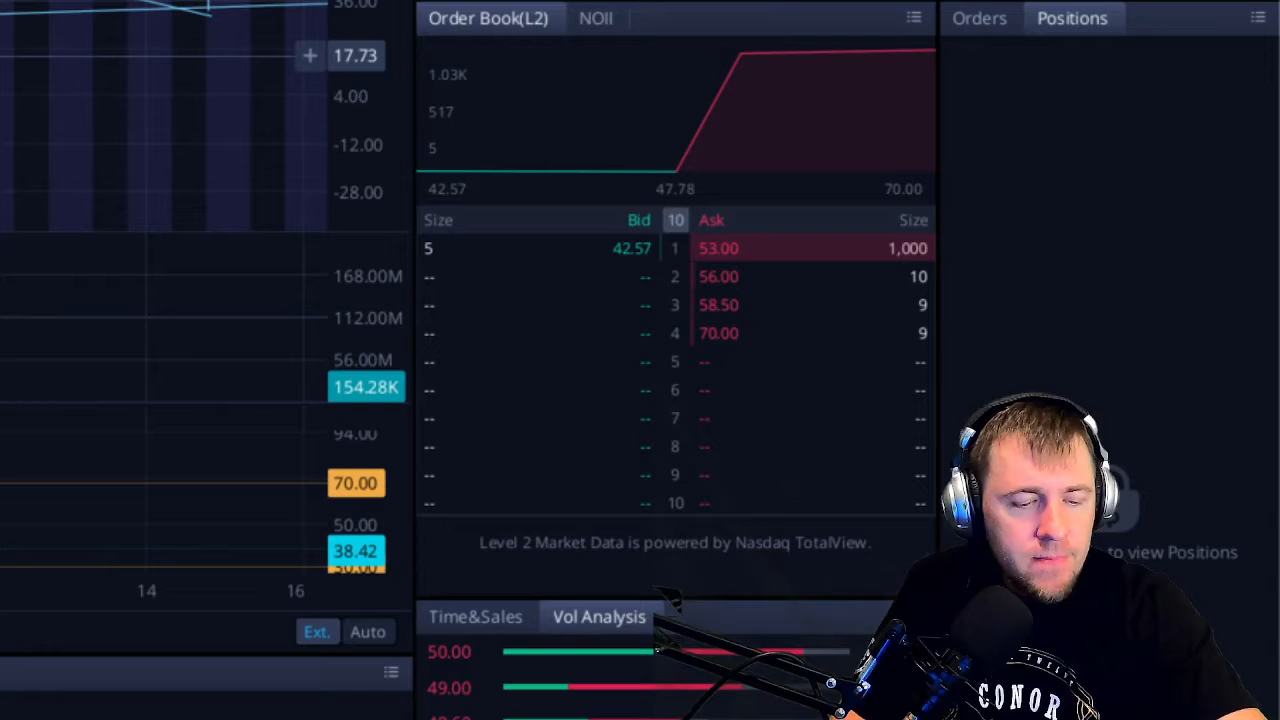 36.00
+ 17.73
4.00
-12.00
-28.00
168.00M
112.00M
56.00M
154.28K
94.00
70.00
50.00
38.42
30.00
14 16
Ext. Auto
Order Book(L2) NOII
1.03K
517
5
42.57 47.78 70.00
Size Bid 10 Ask Size
5 42.57 1 53.00 1,000
-- -- 2 56.00 10
-- -- 3 58.50 9
-- -- 4 70.00 9
-- -- 5 -- --
-- -- 6 -- --
-- -- 7 -- --
-- -- 8 -- --
-- -- 9 -- --
-- -- 10 -- --
Level 2 Market Data is powered by Nasdaq TotalView.
Time&Sales Vol Analysis
50.00
49.00
Orders Positions
to view Positions
TWELVE
CONOR